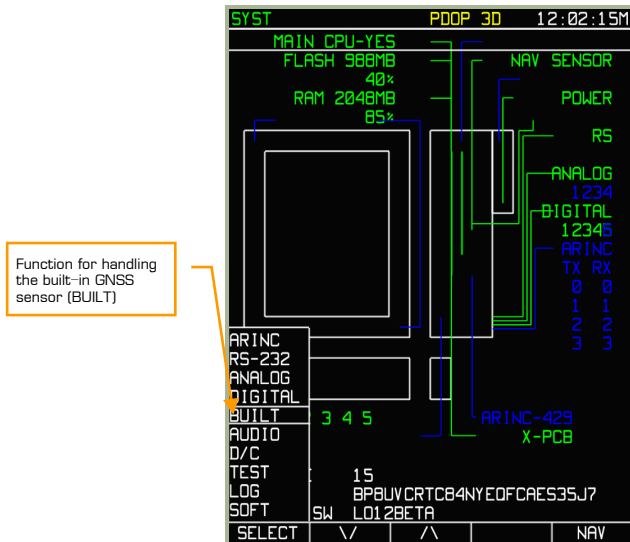 SYST PDOP 3D 12:02:15M
MAIN CPU-YES
FLASH 988MB NAV SENSOR
40%
RAM 2048MB POWER
85%
RS
ANALOG
1234
DIGITAL
12345
ARINC
TX RX
0 0
1 1
2 2
3 3
Function for handling
the built-in GNSS
sensor (BUILT)
ARINC
RS-232
ANALOG
DIGITAL
BUILT 3 4 5 ARINC-429
AUDIO X-PCB
D/C
TEST 15
LOG BP8UVCRTC84NYEQFCAES35J7
SOFT SW L012BETA
SELECT \/ /\ NAV